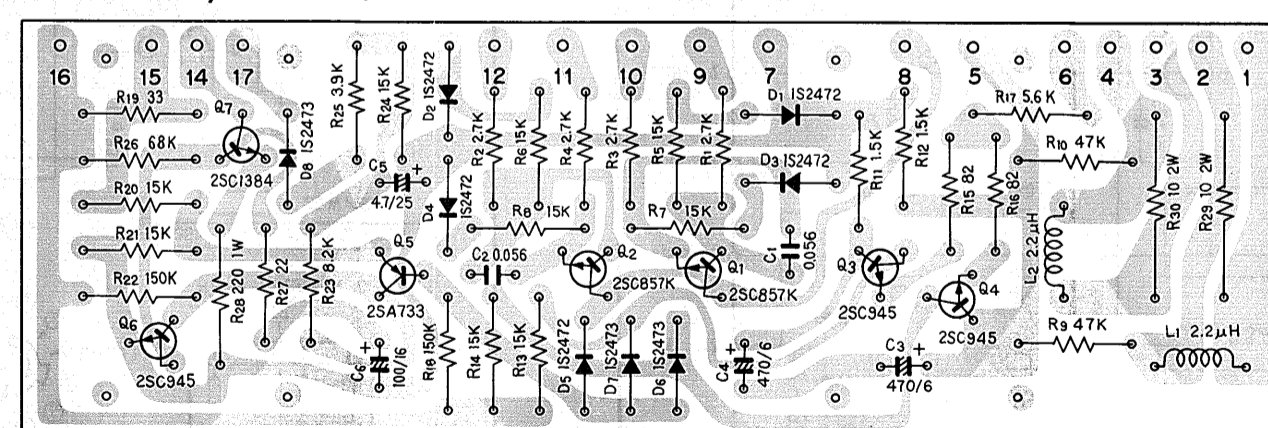 16 15 14 17 12 11 10 9 7 8 5 6 4 3 2 1
R19 33
R26 68K
R20 15K
R21 15K
R22 150K
Q7
2SC1384
D8 1S2473
R25 3.9K
R24 15K
D2 1S2472
C5 +
4.7/25
D4 1S2472
R2 2.7K
R6 15K
R4 2.7K
R3 2.7K
R5 15K
R1 2.7K
D1 1S2472
D3 1S2472
R11 1.5K
R12 1.5K
R17 5.6K
R10 47K
R15 82
R16 82
R30 10 2W
R29 10 2W
R8 15K
R7 15K
C1 0.056
L2 2.2μH
Q6
2SC945
R28 220 1W
R27 22
R23 8.2K
Q5
2SA733
C2 0.056
Q2
2SC857K
Q1
2SC857K
Q3
2SC945
Q4
2SC945
C6 +
100/16
R18 150K
R14 15K
R13 15K
D5 1S2472
D7 1S2473
D6 1S2473
C4 +
470/6
C3 +
470/6
R9 47K
L1 2.2μH